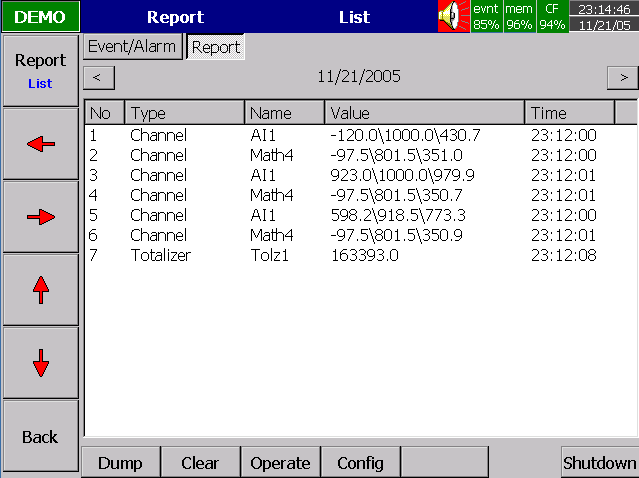 DEMO Report List evnt mem CF 23:14:46
85% 96% 94% 11/21/05
Event/Alarm Report
Report
List
< 11/21/2005 >
No Type Name Value Time
1 Channel AI1 -120.0\1000.0\430.7 23:12:00
2 Channel Math4 -97.5\801.5\351.0 23:12:00
3 Channel AI1 923.0\1000.0\979.9 23:12:01
4 Channel Math4 -97.5\801.5\350.7 23:12:01
5 Channel AI1 598.2\918.5\773.3 23:12:00
6 Channel Math4 -97.5\801.5\350.9 23:12:01
7 Totalizer Tolz1 163393.0 23:12:08
Back
Dump Clear Operate Config Shutdown